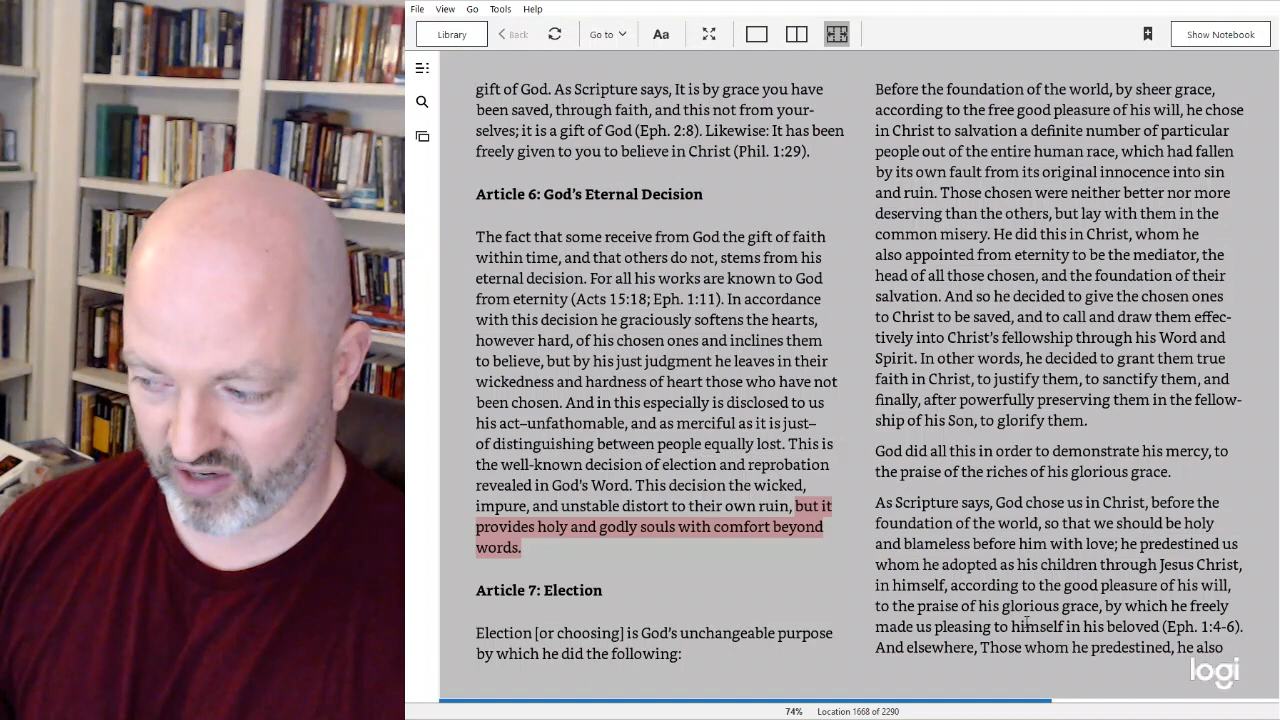 File View Go Tools Help
Library Back Go to Aa Show Notebook
gift of God. As Scripture says, It is by grace you have
been saved, through faith, and this not from your-
selves; it is a gift of God (Eph. 2:8). Likewise: It has been
freely given to you to believe in Christ (Phil. 1:29).
Article 6: God's Eternal Decision
The fact that some receive from God the gift of faith
within time, and that others do not, stems from his
eternal decision. For all his works are known to God
from eternity (Acts 15:18; Eph. 1:11). In accordance
with this decision he graciously softens the hearts,
however hard, of his chosen ones and inclines them
to believe, but by his just judgment he leaves in their
wickedness and hardness of heart those who have not
been chosen. And in this especially is disclosed to us
his act–unfathomable, and as merciful as it is just–
of distinguishing between people equally lost. This is
the well-known decision of election and reprobation
revealed in God's Word. This decision the wicked,
impure, and unstable distort to their own ruin, but it
provides holy and godly souls with comfort beyond
words.
Article 7: Election
Election [or choosing] is God's unchangeable purpose
by which he did the following:
Before the foundation of the world, by sheer grace,
according to the free good pleasure of his will, he chose
in Christ to salvation a definite number of particular
people out of the entire human race, which had fallen
by its own fault from its original innocence into sin
and ruin. Those chosen were neither better nor more
deserving than the others, but lay with them in the
common misery. He did this in Christ, whom he
also appointed from eternity to be the mediator, the
head of all those chosen, and the foundation of their
salvation. And so he decided to give the chosen ones
to Christ to be saved, and to call and draw them effec-
tively into Christ's fellowship through his Word and
Spirit. In other words, he decided to grant them true
faith in Christ, to justify them, to sanctify them, and
finally, after powerfully preserving them in the fellow-
ship of his Son, to glorify them.
God did all this in order to demonstrate his mercy, to
the praise of the riches of his glorious grace.
As Scripture says, God chose us in Christ, before the
foundation of the world, so that we should be holy
and blameless before him with love; he predestined us
whom he adopted as his children through Jesus Christ,
in himself, according to the good pleasure of his will,
to the praise of his glorious grace, by which he freely
made us pleasing to himself in his beloved (Eph. 1:4-6).
And elsewhere, Those whom he predestined, he also
logi
74% Location 1668 of 2290